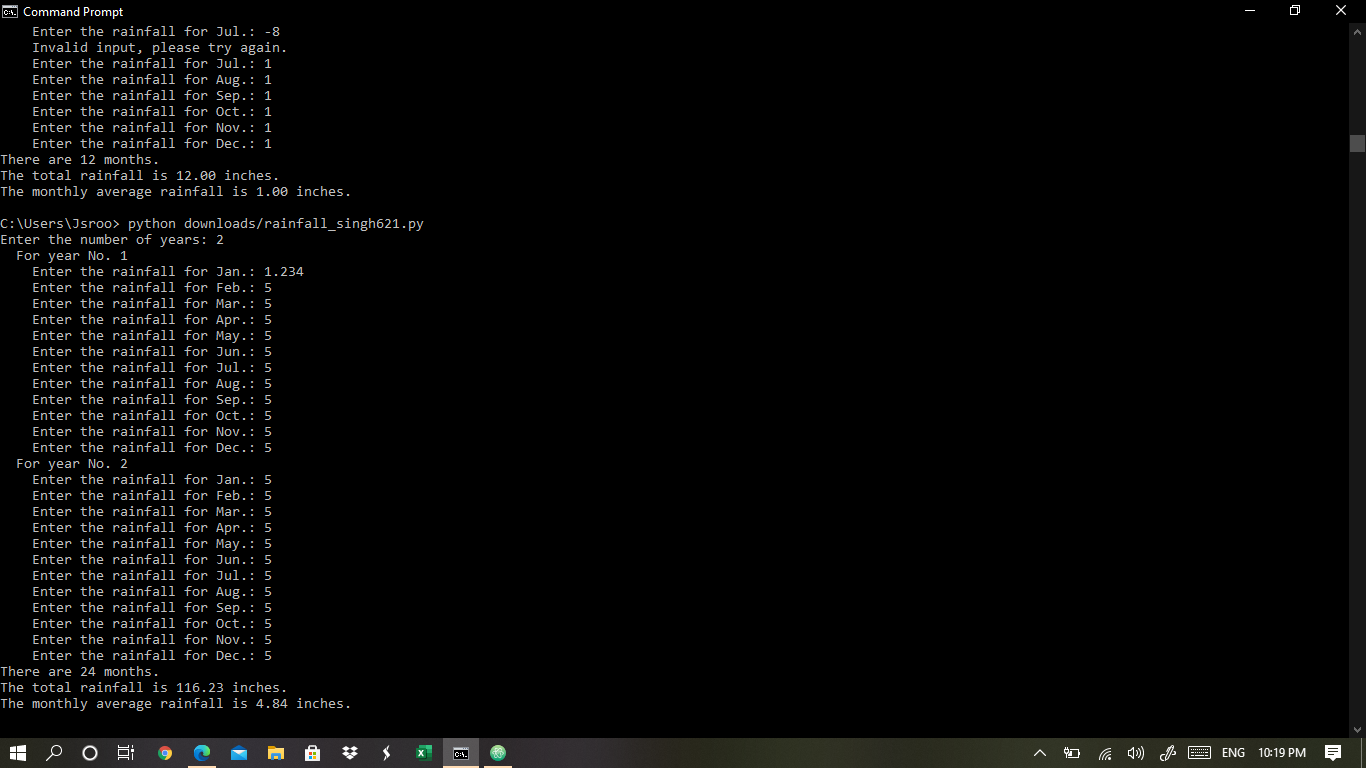 Command Prompt
    Enter the rainfall for Jul.: -8
    Invalid input, please try again.
    Enter the rainfall for Jul.: 1
    Enter the rainfall for Aug.: 1
    Enter the rainfall for Sep.: 1
    Enter the rainfall for Oct.: 1
    Enter the rainfall for Nov.: 1
    Enter the rainfall for Dec.: 1
There are 12 months.
The total rainfall is 12.00 inches.
The monthly average rainfall is 1.00 inches.

C:\Users\Jsroo> python downloads/rainfall_singh621.py
Enter the number of years: 2
  For year No. 1
    Enter the rainfall for Jan.: 1.234
    Enter the rainfall for Feb.: 5
    Enter the rainfall for Mar.: 5
    Enter the rainfall for Apr.: 5
    Enter the rainfall for May.: 5
    Enter the rainfall for Jun.: 5
    Enter the rainfall for Jul.: 5
    Enter the rainfall for Aug.: 5
    Enter the rainfall for Sep.: 5
    Enter the rainfall for Oct.: 5
    Enter the rainfall for Nov.: 5
    Enter the rainfall for Dec.: 5
  For year No. 2
    Enter the rainfall for Jan.: 5
    Enter the rainfall for Feb.: 5
    Enter the rainfall for Mar.: 5
    Enter the rainfall for Apr.: 5
    Enter the rainfall for May.: 5
    Enter the rainfall for Jun.: 5
    Enter the rainfall for Jul.: 5
    Enter the rainfall for Aug.: 5
    Enter the rainfall for Sep.: 5
    Enter the rainfall for Oct.: 5
    Enter the rainfall for Nov.: 5
    Enter the rainfall for Dec.: 5
There are 24 months.
The total rainfall is 116.23 inches.
The monthly average rainfall is 4.84 inches.
ENG 10:19 PM